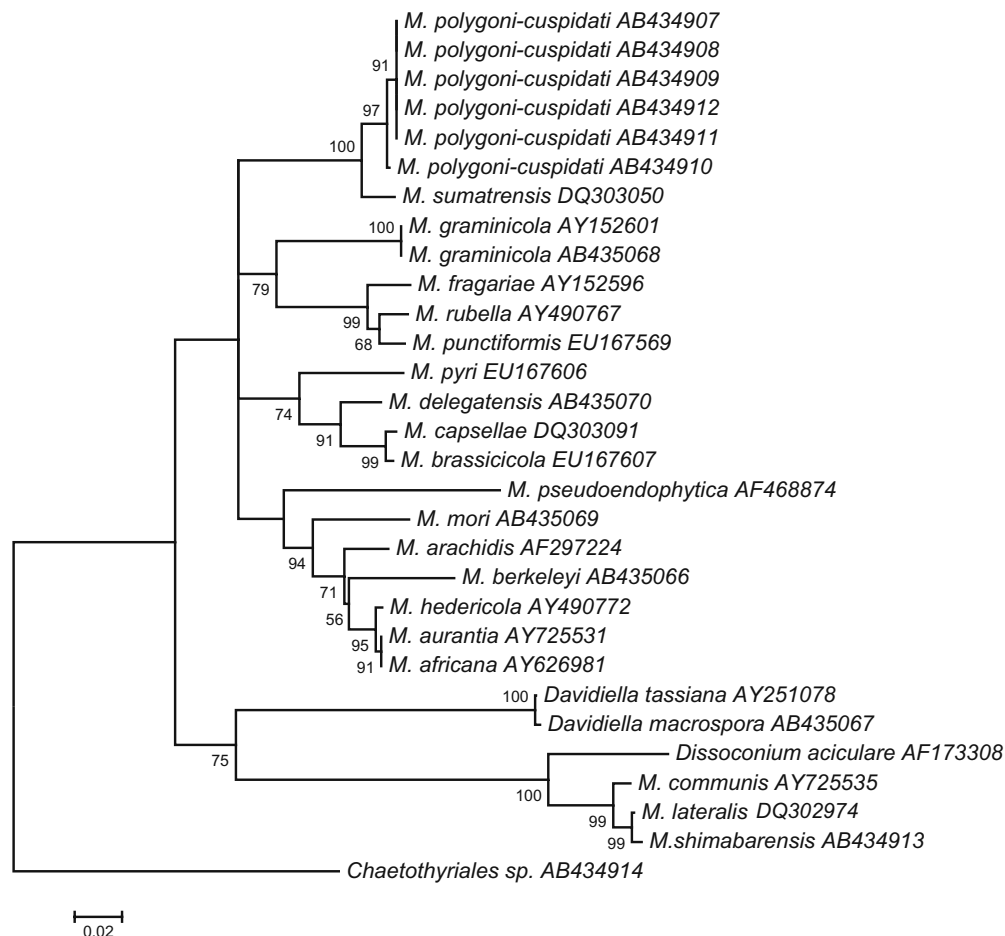 M. polygoni-cuspidati AB434907
M. polygoni-cuspidati AB434908
91
M. polygoni-cuspidati AB434909
97
M. polygoni-cuspidati AB434912
M. polygoni-cuspidati AB434911
100
M. polygoni-cuspidati AB434910
M. sumatrensis DQ303050
100
M. graminicola AY152601
M. graminicola AB435068
79
M. fragariae AY152596
99
M. rubella AY490767
68
M. punctiformis EU167569
M. pyri EU167606
74
M. delegatensis AB435070
91
M. capsellae DQ303091
99
M. brassicicola EU167607
M. pseudoendophytica AF468874
M. mori AB435069
94
M. arachidis AF297224
71
M. berkeleyi AB435066
56
M. hedericola AY490772
95
M. aurantia AY725531
91
M. africana AY626981
100
Davidiella tassiana AY251078
Davidiella macrospora AB435067
75
Dissoconium aciculare AF173308
100
M. communis AY725535
99
M. lateralis DQ302974
99
M.shimabarensis AB434913
Chaetothyriales sp. AB434914
0.02